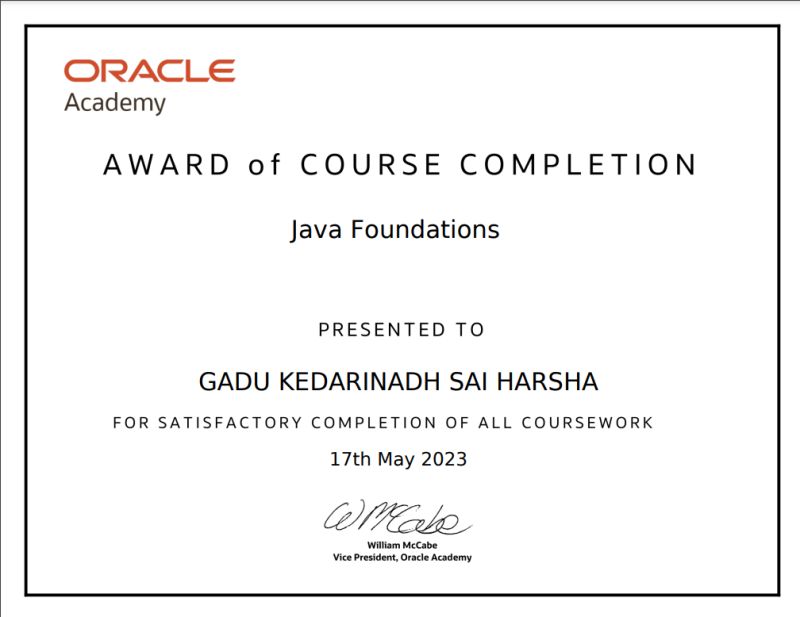 ORACLE
Academy
AWARD of COURSE COMPLETION
Java Foundations
PRESENTED TO
GADU KEDARINADH SAI HARSHA
FOR SATISFACTORY COMPLETION OF ALL COURSEWORK
17th May 2023
W McCabe
William McCabe
Vice President, Oracle Academy